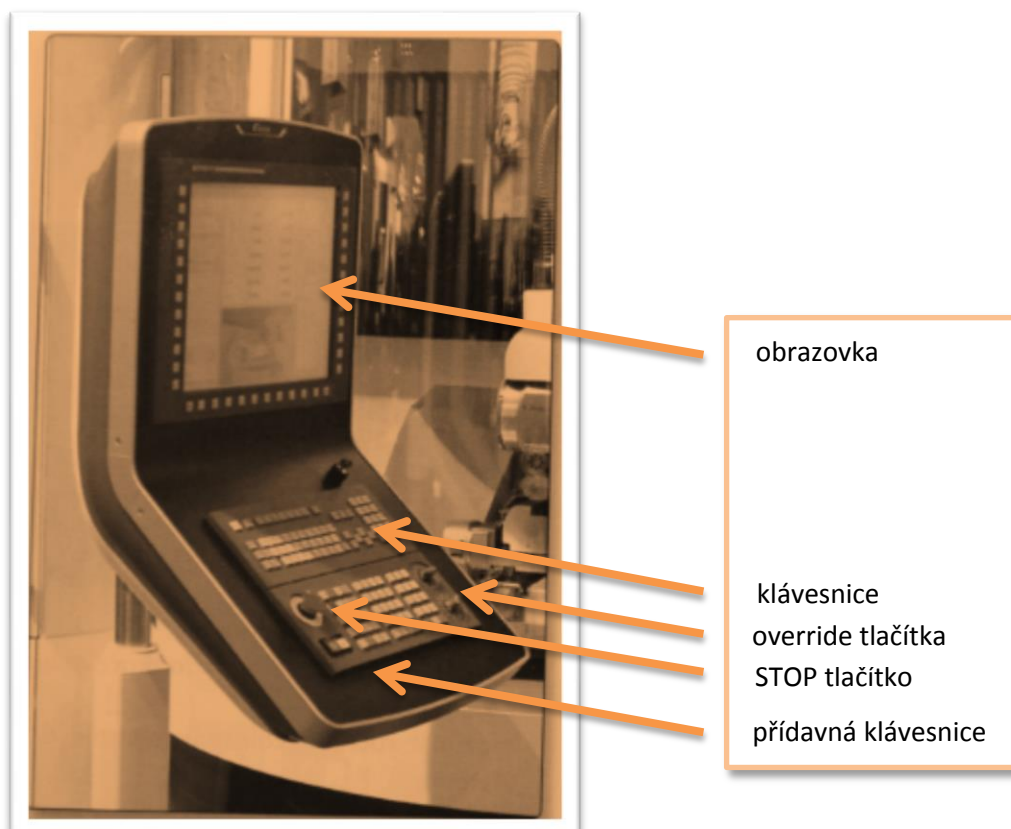 obrazovka
klávesnice
override tlačítka
STOP tlačítko
přídavná klávesnice